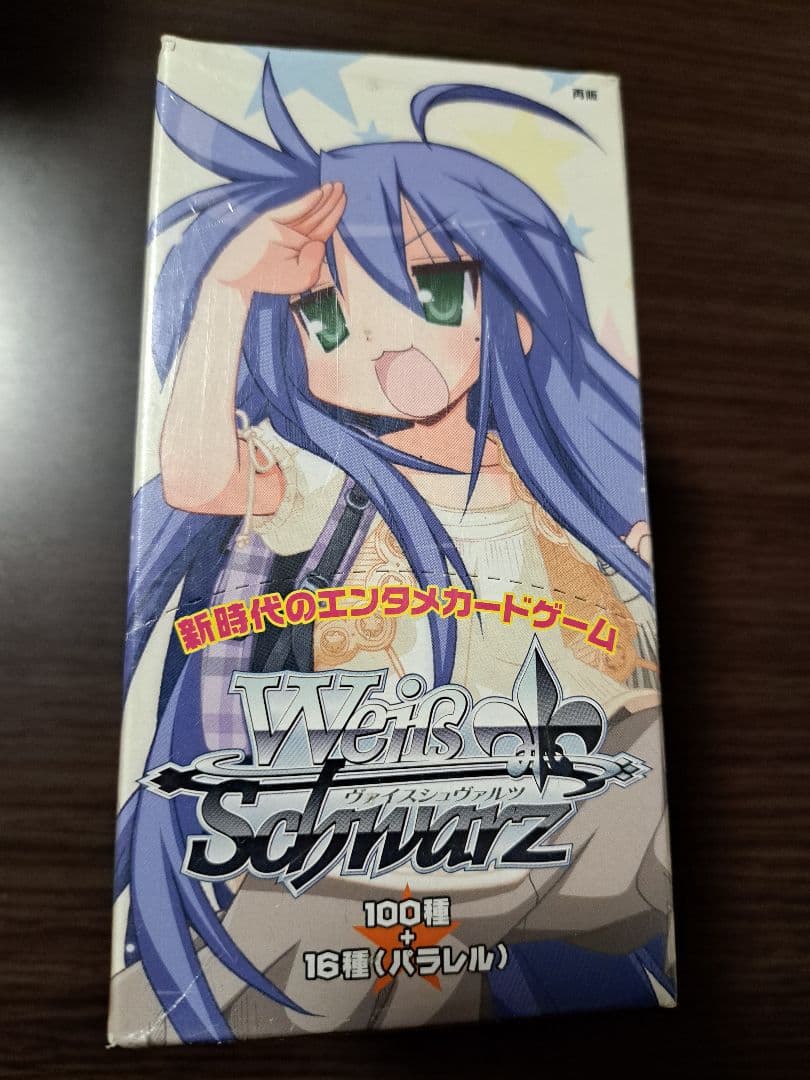 再販
新時代のエンタメカードゲーム
Weiß
ヴァイスシュヴァルツ
Schwarz
100種
+
16種(パラレル)